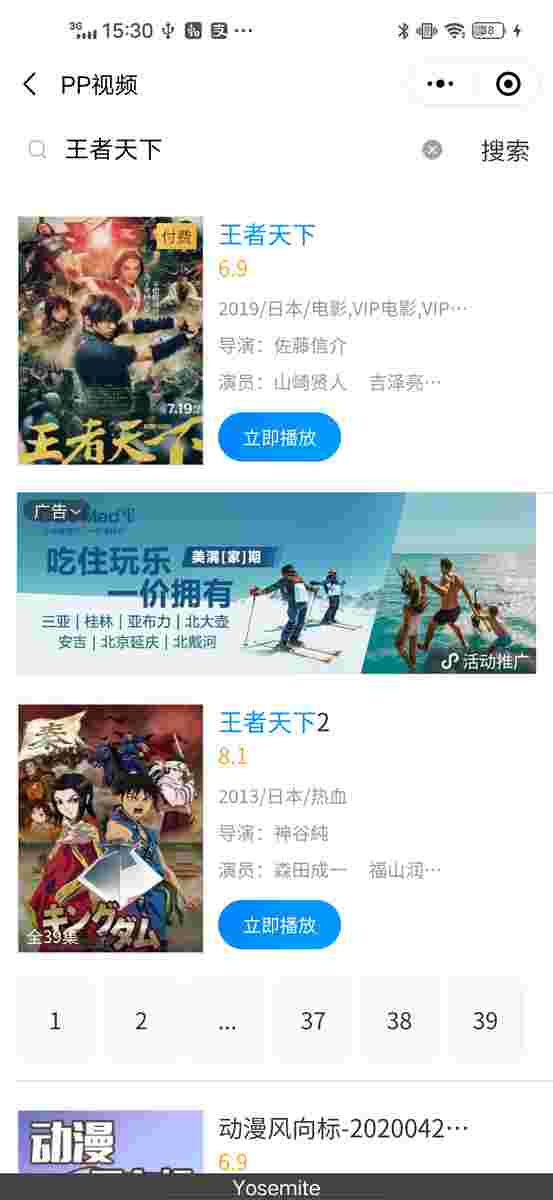 3G 15:30
PP视频
王者天下
搜索
付费
7.19
王者天下
王者天下
6.9
2019/日本/电影,VIP电影,VIP…
导演：佐藤信介
演员：山崎贤人 吉泽亮…
立即播放
广告
吃住玩乐
美满[家]期
一价拥有
三亚 | 桂林 | 亚布力 | 北大壶
安吉 | 北京延庆 | 北戴河
活动推广
秦
キングダム
全39集
王者天下2
8.1
2013/日本/热血
导演：神谷純
演员：森田成一 福山润…
立即播放
1 2 ... 37 38 39
动漫
动漫风向标-2020042…
6.9
Yosemite